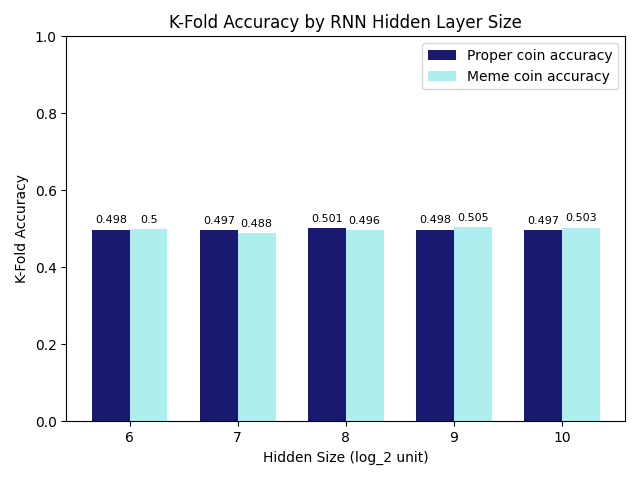 K-Fold Accuracy by RNN Hidden Layer Size
1.0
0.8
0.6
0.4
0.2
0.0
K-Fold Accuracy
Proper coin accuracy
Meme coin accuracy
0.498 0.5
0.497 0.488
0.501 0.496
0.498 0.505
0.497 0.503
6 7 8 9 10
Hidden Size (log_2 unit)